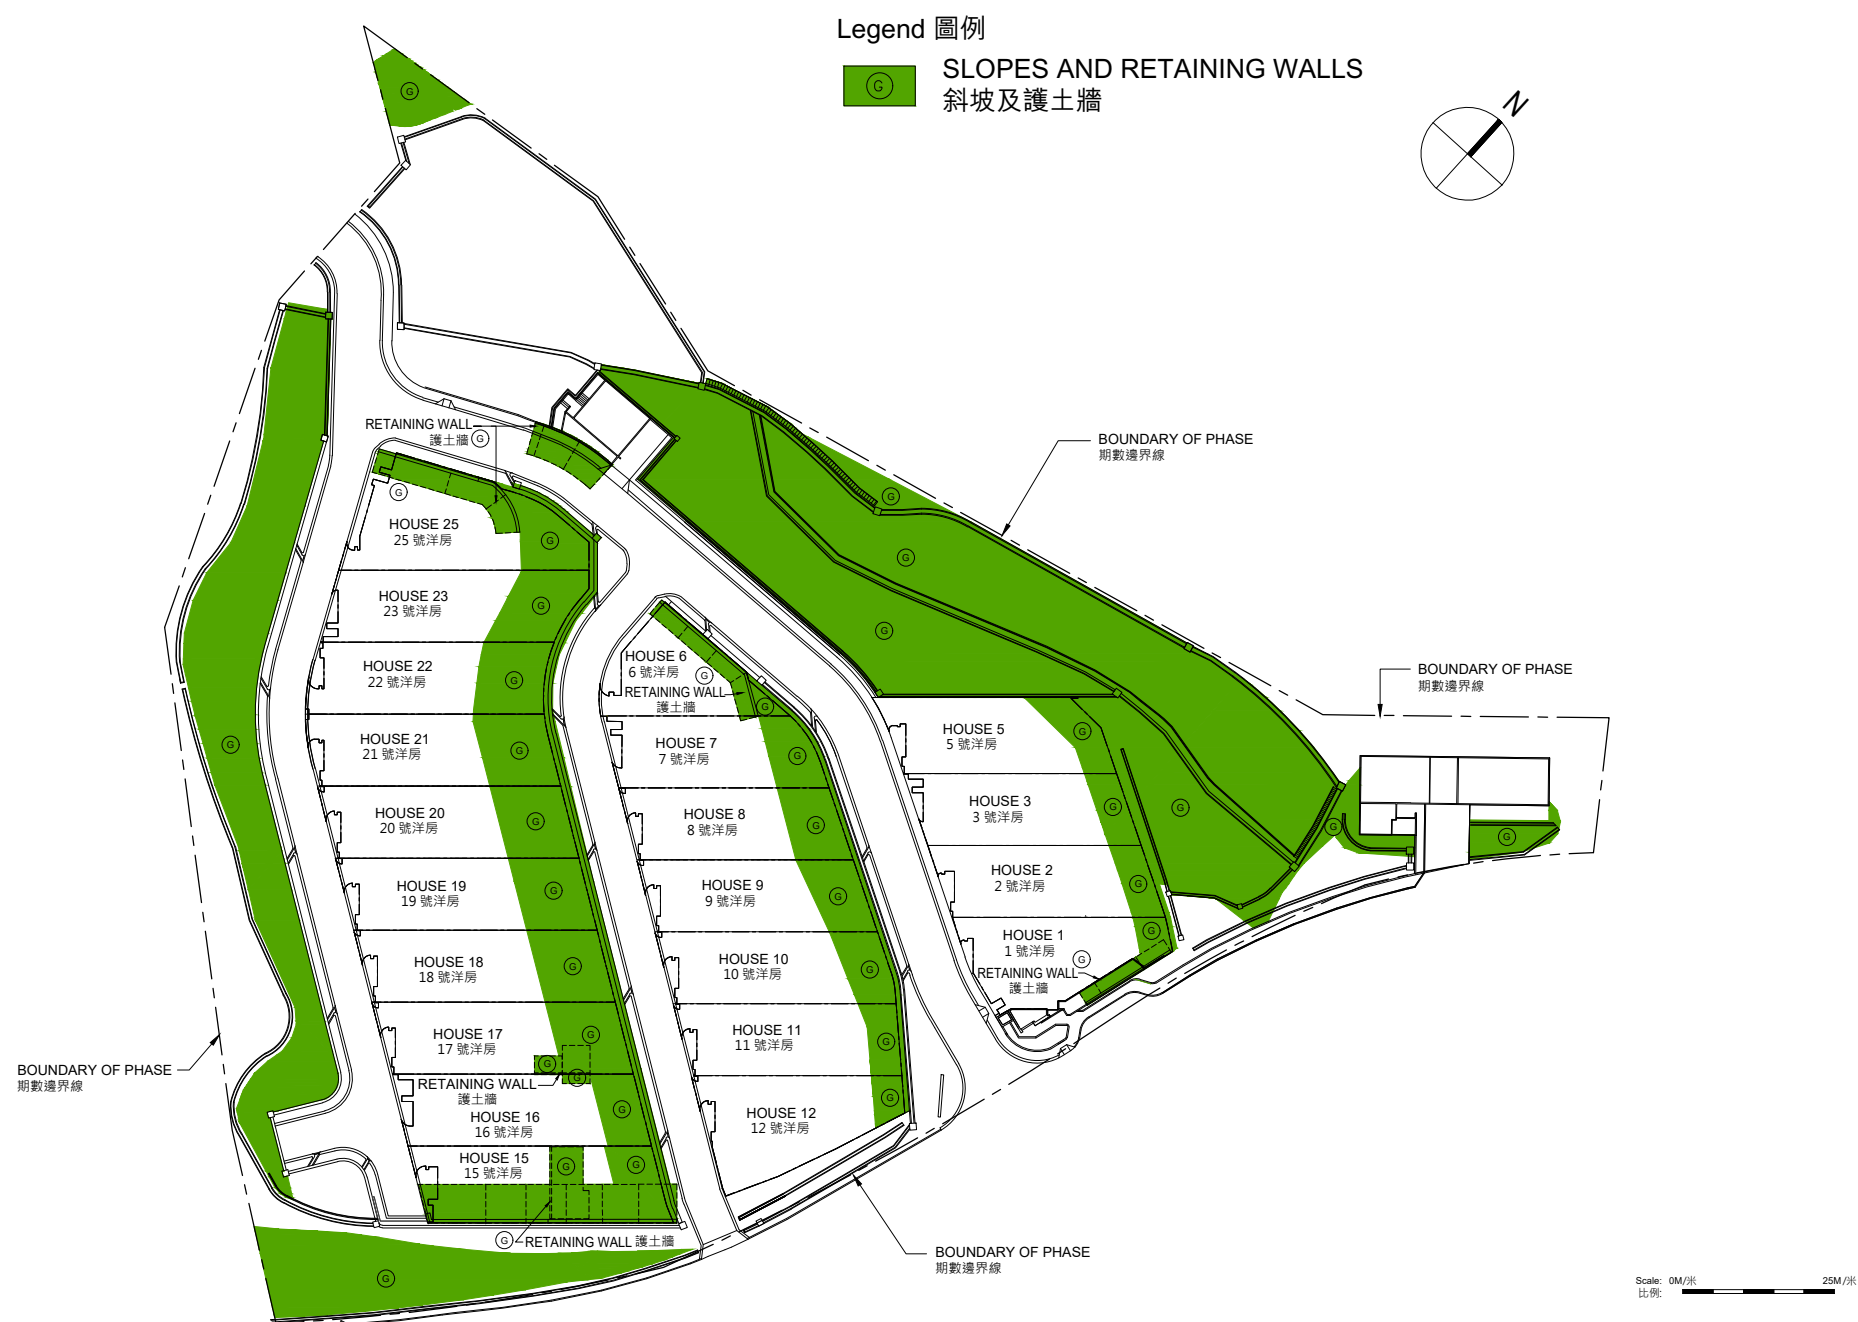 Legend 圖例
G
SLOPES AND RETAINING WALLS
斜坡及護土牆
N
G
RETAINING WALL
護土牆 G
BOUNDARY OF PHASE
期數邊界線
G
G
HOUSE 25
25 號洋房
G
G
HOUSE 23
23 號洋房
G
G
HOUSE 22
22 號洋房
G
HOUSE 6
6 號洋房
G
RETAINING WALL
護土牆
G
BOUNDARY OF PHASE
期數邊界線
G
HOUSE 21
21 號洋房
G
HOUSE 7
7 號洋房
G
HOUSE 5
5 號洋房
G
HOUSE 20
20 號洋房
G
HOUSE 8
8 號洋房
G
HOUSE 3
3 號洋房
G
G
G
G
HOUSE 19
19 號洋房
G
HOUSE 9
9 號洋房
G
HOUSE 2
2 號洋房
G
HOUSE 18
18 號洋房
G
HOUSE 10
10 號洋房
G
HOUSE 1
1 號洋房
G
G
RETAINING WALL
護土牆
HOUSE 17
17 號洋房
G
G
G
RETAINING WALL
護土牆
HOUSE 11
11 號洋房
G
BOUNDARY OF PHASE
期數邊界線
HOUSE 16
16 號洋房
G
HOUSE 12
12 號洋房
G
HOUSE 15
15 號洋房
G
G
G RETAINING WALL 護土牆
G
BOUNDARY OF PHASE
期數邊界線
Scale: 0M/米 25M/米
比例: